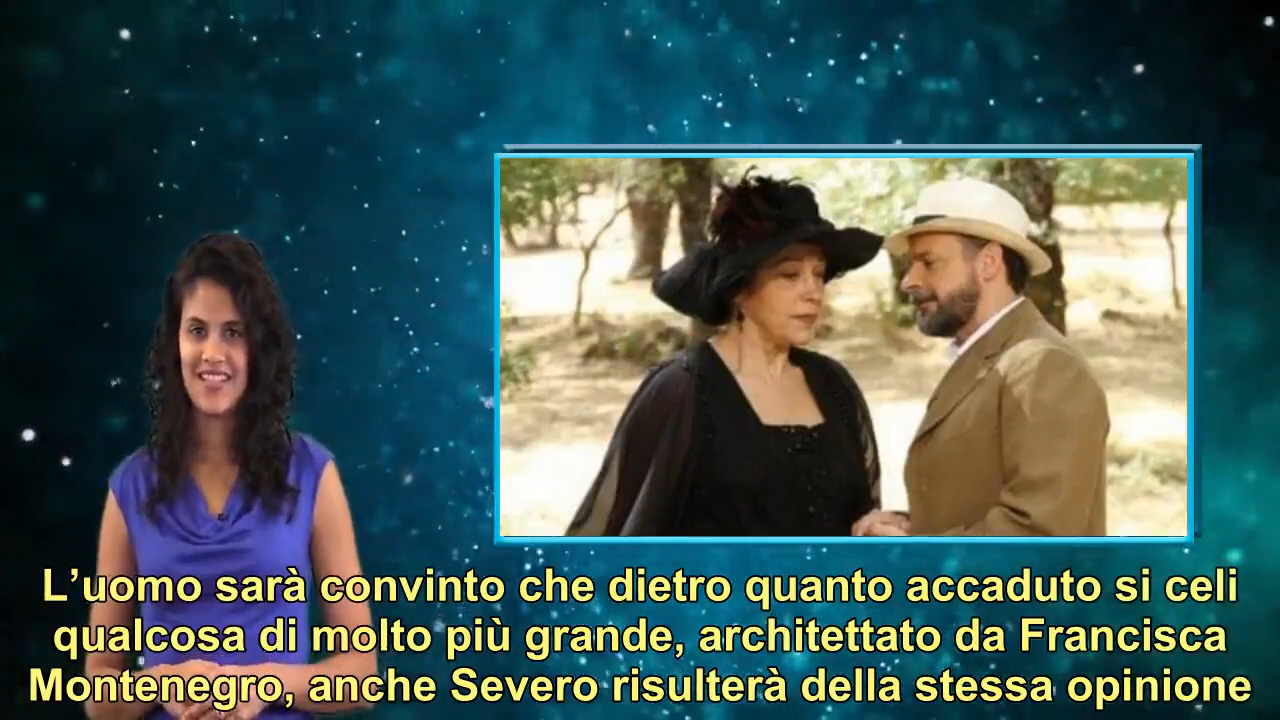 L’uomo sarà convinto che dietro quanto accaduto si celi
qualcosa di molto più grande, architettato da Francisca
Montenegro, anche Severo risulterà della stessa opinione